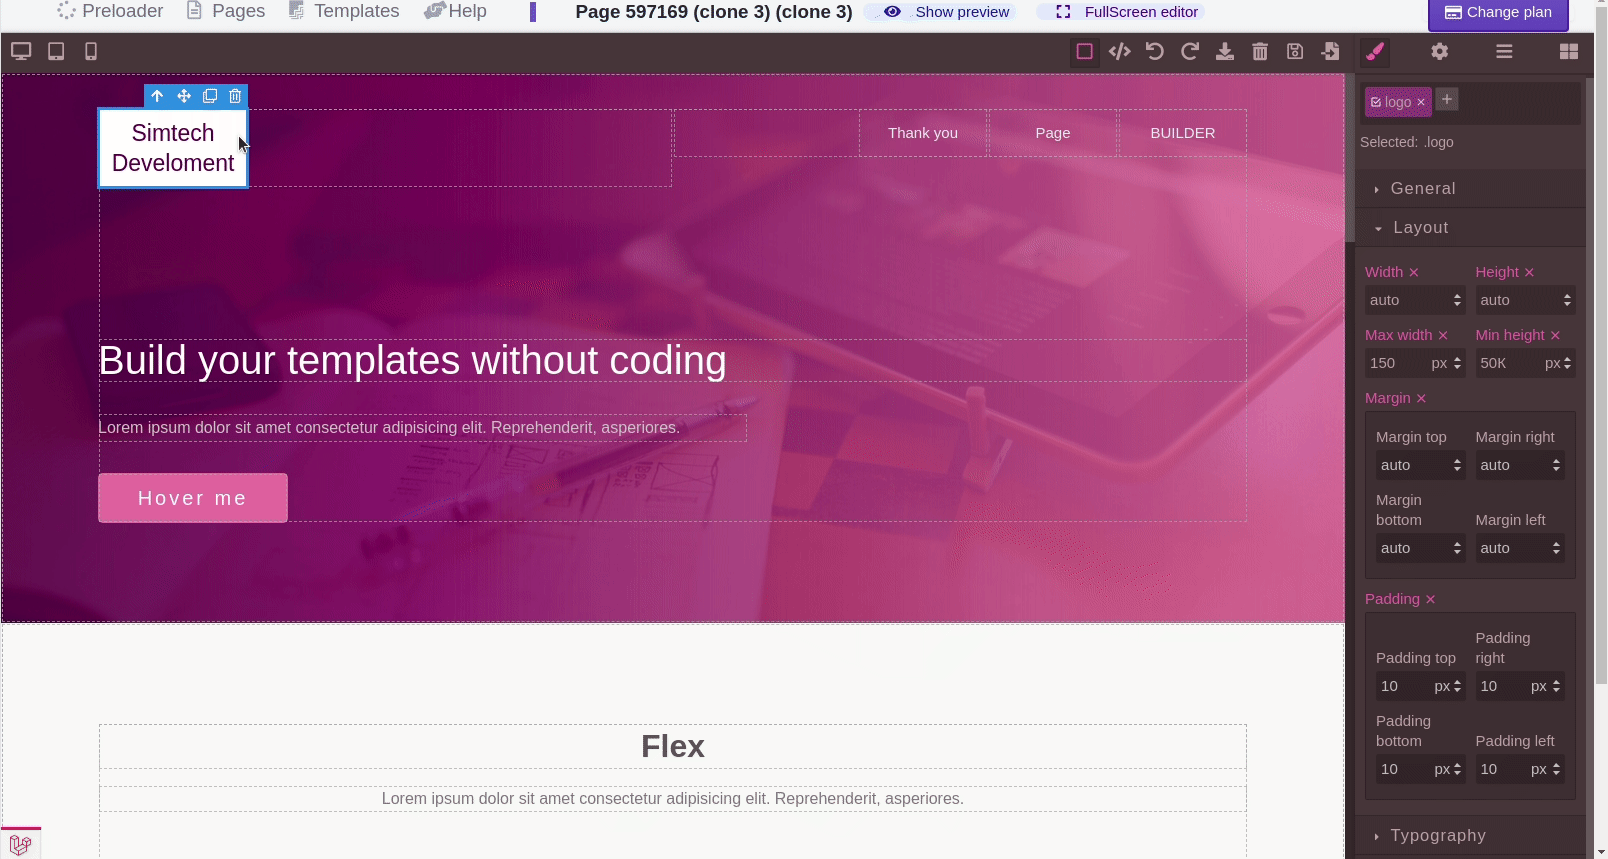 Preloader Pages Templates Help Page 597169 (clone 3) (clone 3) Show preview FullScreen editor Change plan
logo
Selected: .logo
Simtech
Develoment
Thank you Page BUILDER
Build your templates without coding
Lorem ipsum dolor sit amet consectetur adipisicing elit. Reprehenderit, asperiores.
Hover me
Flex
Lorem ipsum dolor sit amet consectetur adipisicing elit. Reprehenderit, asperiores.
General
Layout
Width Height
auto auto
Max width Min height
150 px 50К px
Margin
Margin top Margin right
auto auto
Margin
bottom Margin left
auto auto
Padding
Padding
Padding top right
10 px 10 px
Padding
bottom Padding left
10 px 10 px
Typography